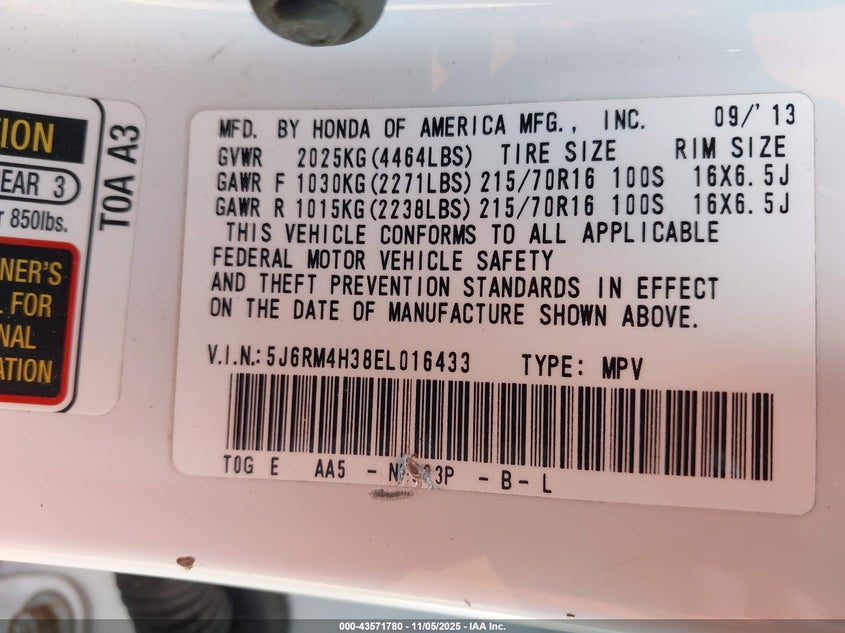 TION
EAR 3
r 850lbs.
NER'S
L FOR
NAL
ATION
TOA A3
MFD. BY HONDA OF AMERICA MFG., INC. 09/'13
GVWR 2025KG(4464LBS) TIRE SIZE RIM SIZE
GAWR F 1030KG(2271LBS) 215/70R16 100S 16X6.5J
GAWR R 1015KG(2238LBS) 215/70R16 100S 16X6.5J
THIS VEHICLE CONFORMS TO ALL APPLICABLE
FEDERAL MOTOR VEHICLE SAFETY
AND THEFT PREVENTION STANDARDS IN EFFECT
ON THE DATE OF MANUFACTURE SHOWN ABOVE.
V.I.N.:5J6RM4H38EL016433 TYPE: MPV
T0G E AA5 - - B - L
000-43571780 - 11/05/2025 - IAA Inc.